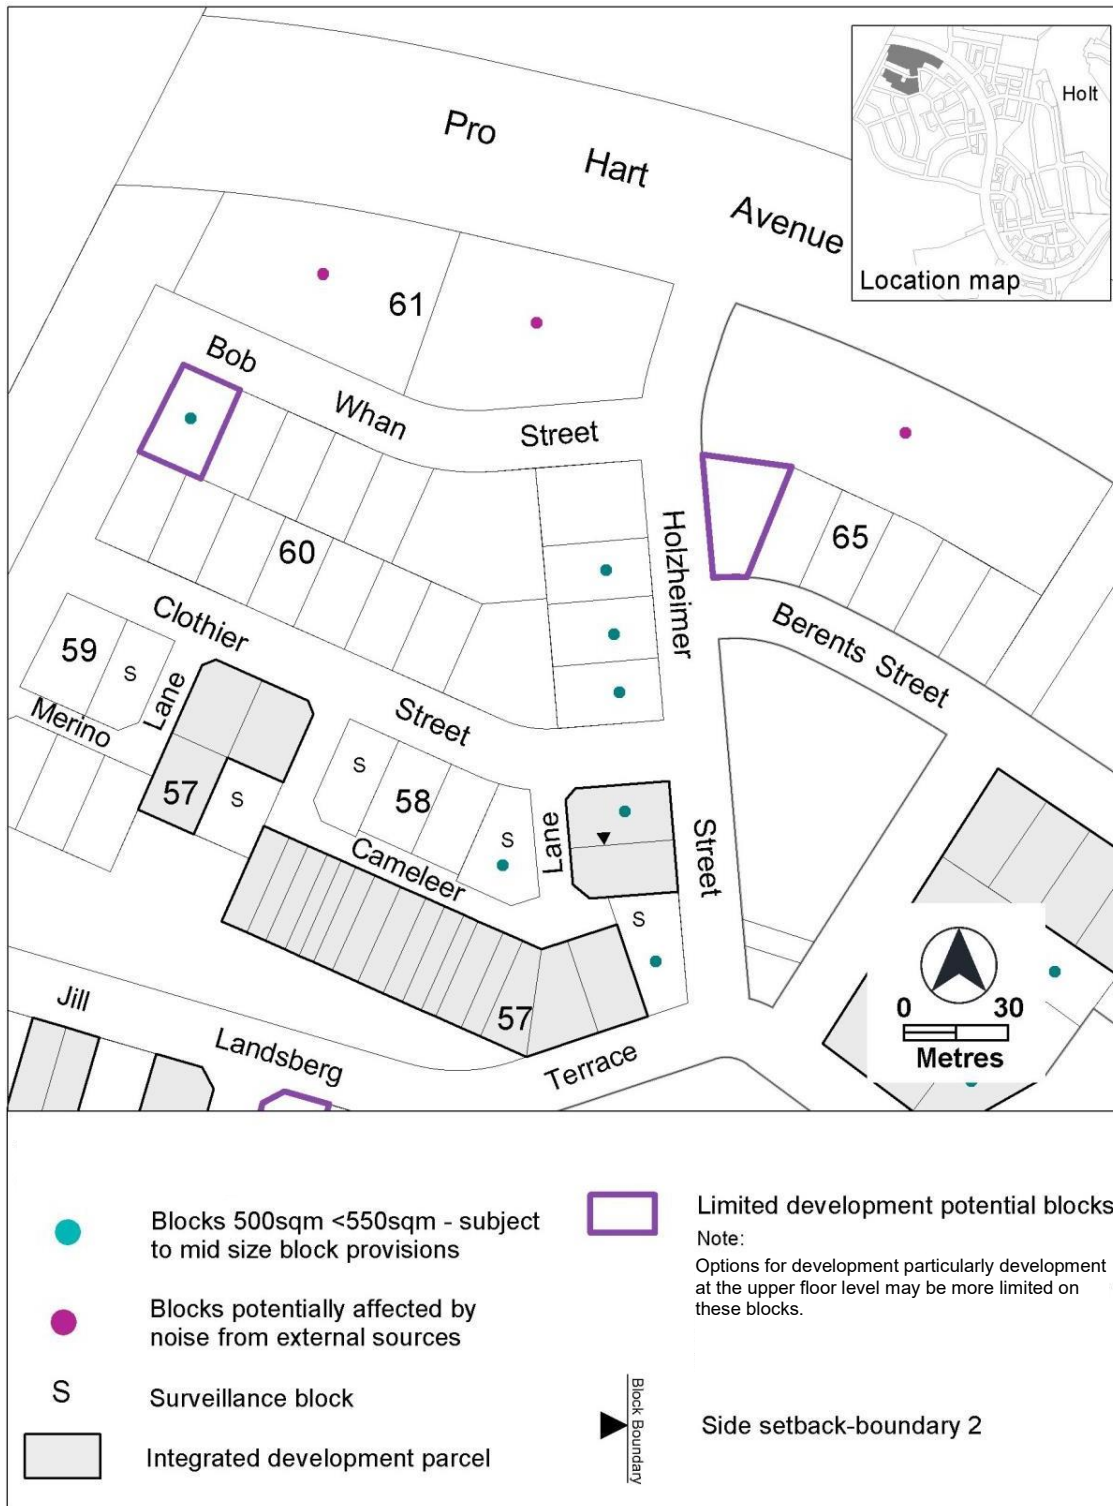 Pro Hart Avenue
Holt
Location map
61
Bob Whan Street
60
Holzheimer Street
65
Berents Street
Clothier Street
59
S
Merino Lane
57
S
S
58
S
Cameleer Lane
S
57
Jill Landsberg Terrace
0 30
Metres
Blocks 500sqm <550sqm - subject
to mid size block provisions
Blocks potentially affected by
noise from external sources
S Surveillance block
Integrated development parcel
Limited development potential blocks
Note:
Options for development particularly development
at the upper floor level may be more limited on
these blocks.
Block Boundary
Side setback-boundary 2